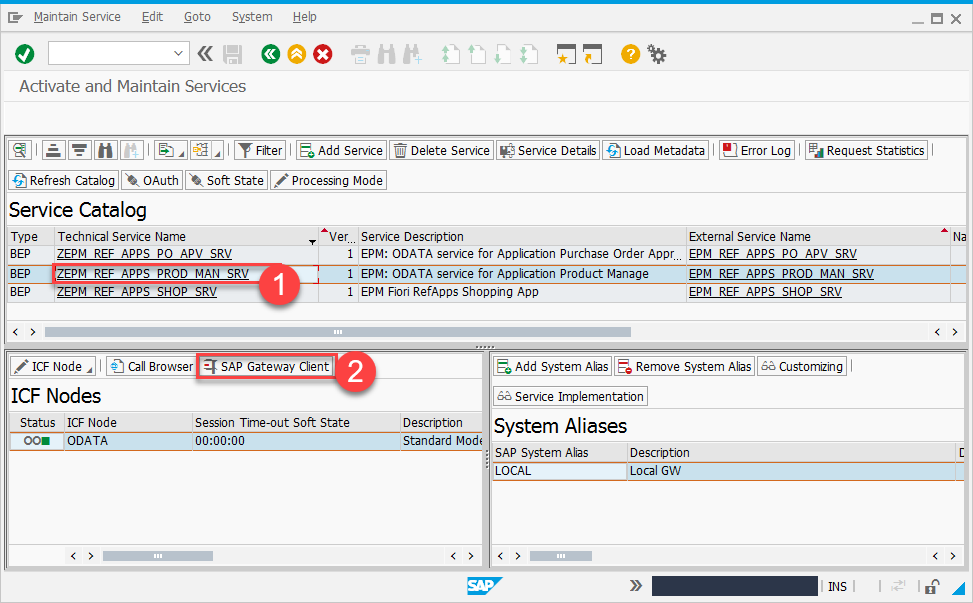 Maintain Service Edit Goto System Help
Activate and Maintain Services
Filter Add Service Delete Service Service Details Load Metadata Error Log Request Statistics
Refresh Catalog OAuth Soft State Processing Mode
Service Catalog
Type Technical Service Name Ver... Service Description External Service Name Na
BEP ZEPM_REF_APPS_PO_APV_SRV 1 EPM: ODATA service for Application Purchase Order Appr... EPM_REF_APPS_PO_APV_SRV
BEP ZEPM_REF_APPS_PROD_MAN_SRV 1 EPM: ODATA service for Application Product Manage EPM_REF_APPS_PROD_MAN_SRV
1
BEP ZEPM_REF_APPS_SHOP_SRV 1 EPM Fiori RefApps Shopping App EPM_REF_APPS_SHOP_SRV
ICF Node Call Browser SAP Gateway Client
2
Add System Alias Remove System Alias Customizing
Service Implementation
ICF Nodes
Status ICF Node Session Time-out Soft State Description
ODATA 00:00:00 Standard Mode
System Aliases
SAP System Alias Description D
LOCAL Local GW
SAP INS